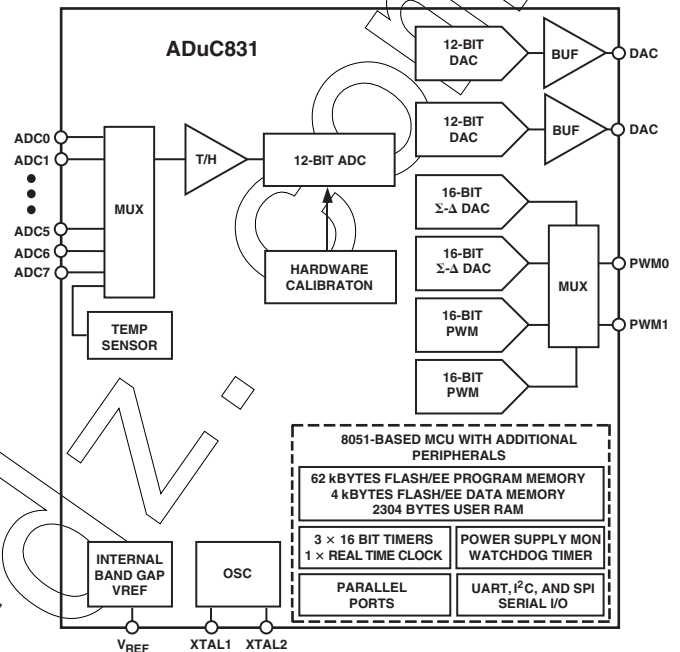 ADuC831
12-BIT
DAC
BUF
DAC
12-BIT
DAC
BUF
DAC
ADC0
ADC1
ADC5
ADC6
ADC7
MUX
T/H
12-BIT ADC
HARDWARE
CALIBRATON
TEMP
SENSOR
16-BIT
Σ-Δ DAC
16-BIT
Σ-Δ DAC
16-BIT
PWM
16-BIT
PWM
MUX
PWM0
PWM1
8051-BASED MCU WITH ADDITIONAL
PERIPHERALS
62 kBYTES FLASH/EE PROGRAM MEMORY
4 kBYTES FLASH/EE DATA MEMORY
2304 BYTES USER RAM
3 × 16 BIT TIMERS
1 × REAL TIME CLOCK
POWER SUPPLY MON
WATCHDOG TIMER
PARALLEL
PORTS
UART, I²C, AND SPI
SERIAL I/O
INTERNAL
BAND GAP
VREF
OSC
VREF
XTAL1
XTAL2